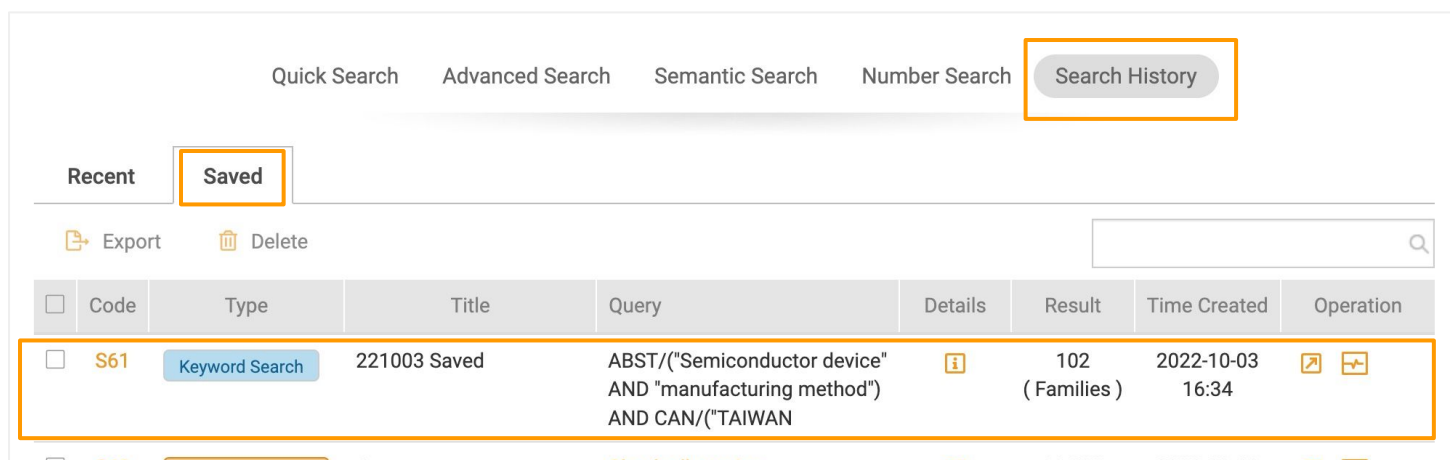 Quick Search Advanced Search Semantic Search Number Search Search History
Recent Saved
Export Delete
Code Type Title Query Details Result Time Created Operation
S61 Keyword Search 221003 Saved ABST/("Semiconductor device" 102 2022-10-03
AND "manufacturing method") ( Families ) 16:34
AND CAN/("TAIWAN